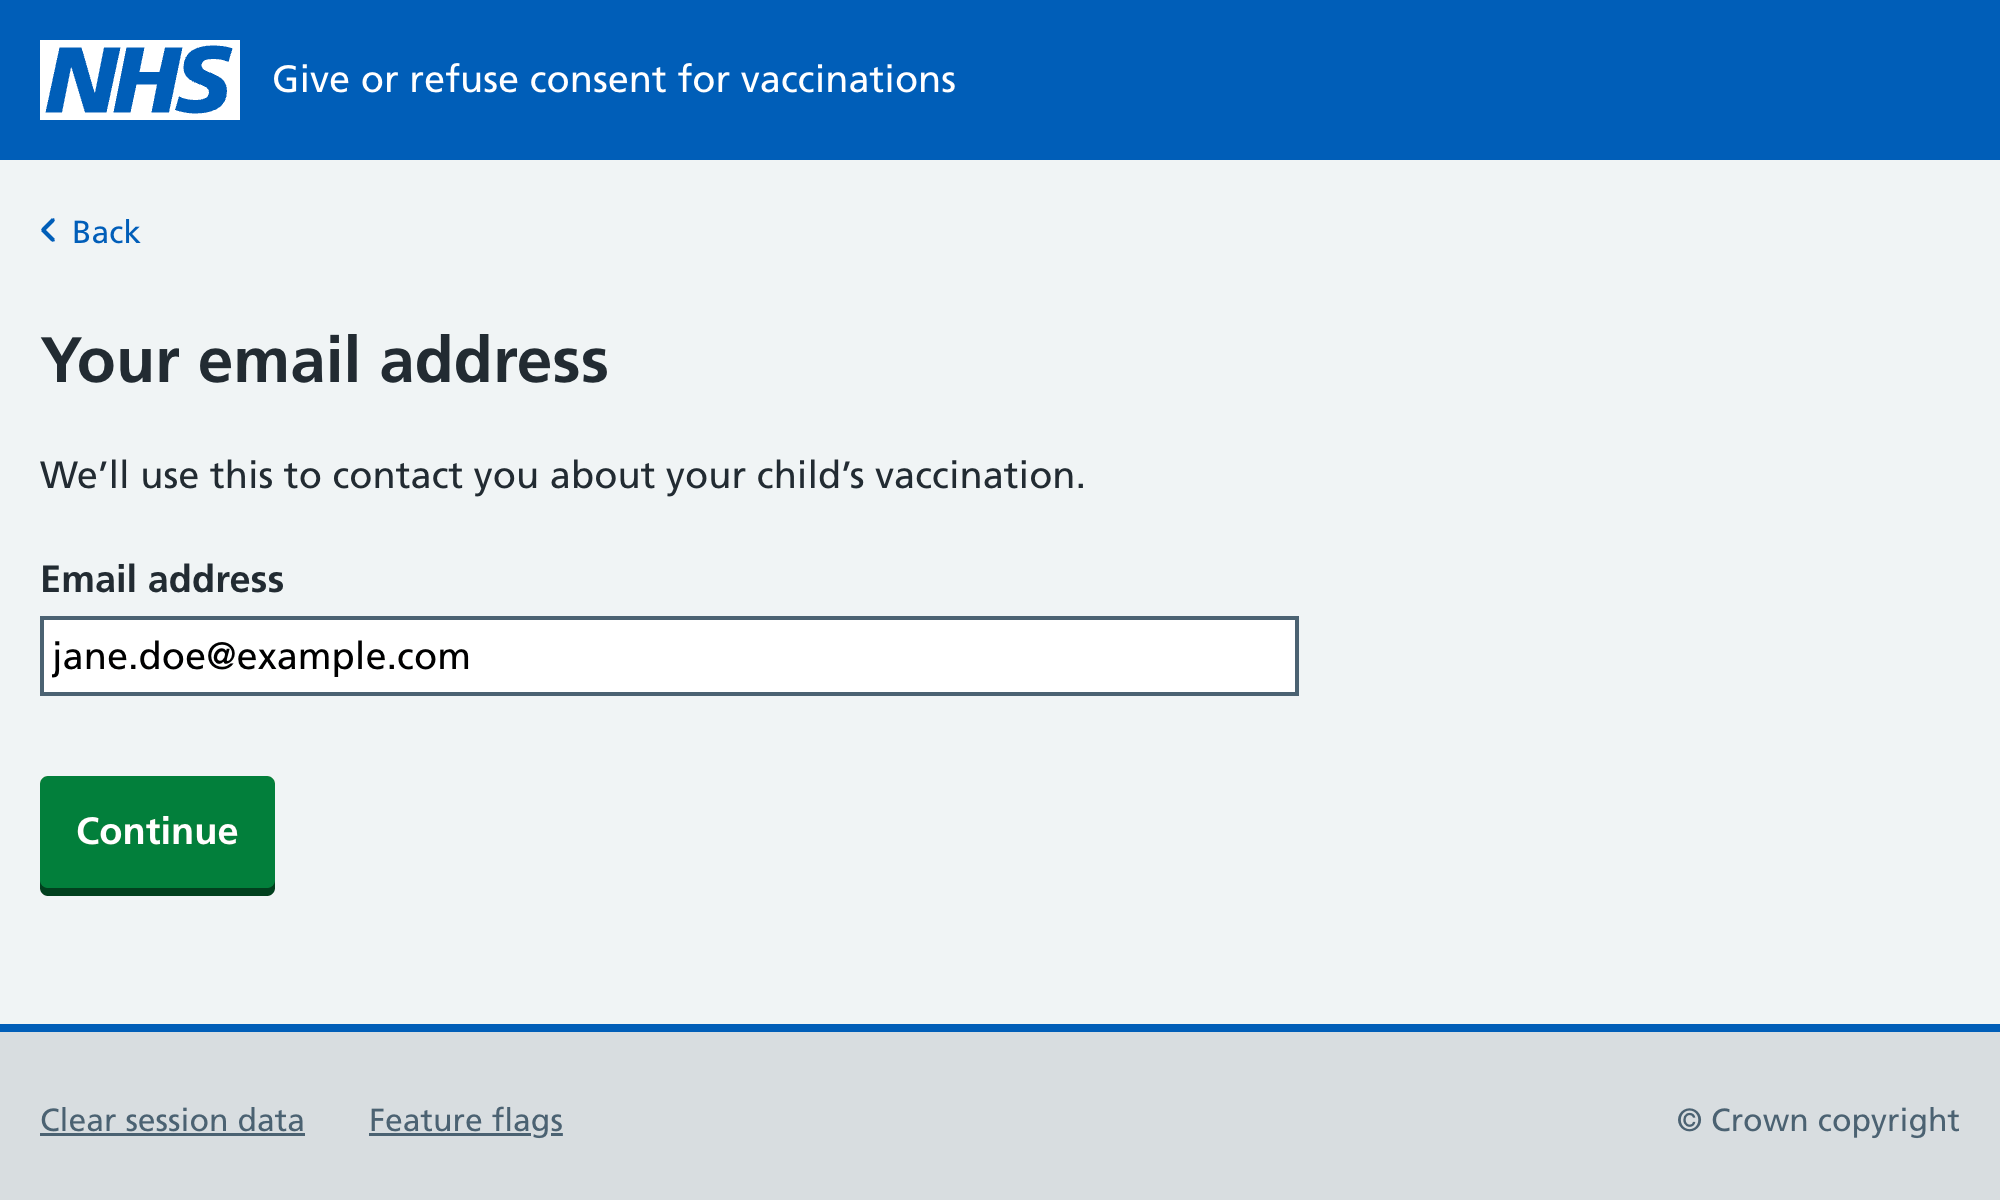 NHS Give or refuse consent for vaccinations
Back
Your email address
We’ll use this to contact you about your child’s vaccination.
Email address
jane.doe@example.com
Continue
Clear session data Feature flags © Crown copyright